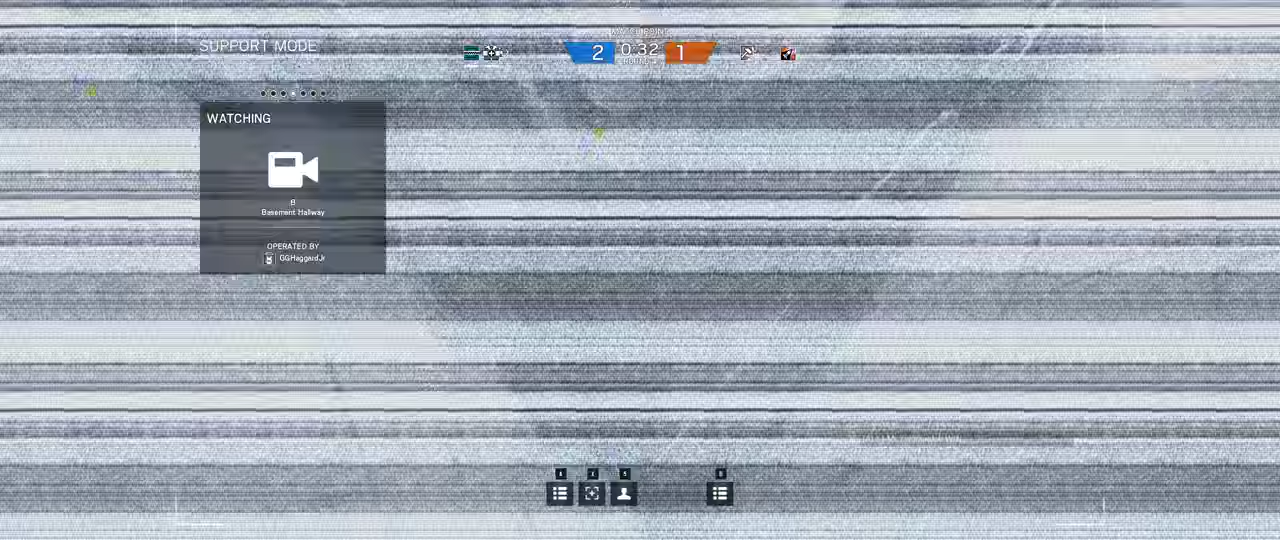 SUPPORT MODE
2 0:32 1
WATCHING
Basement Hallway
OPERATED BY
GGHaggardJr